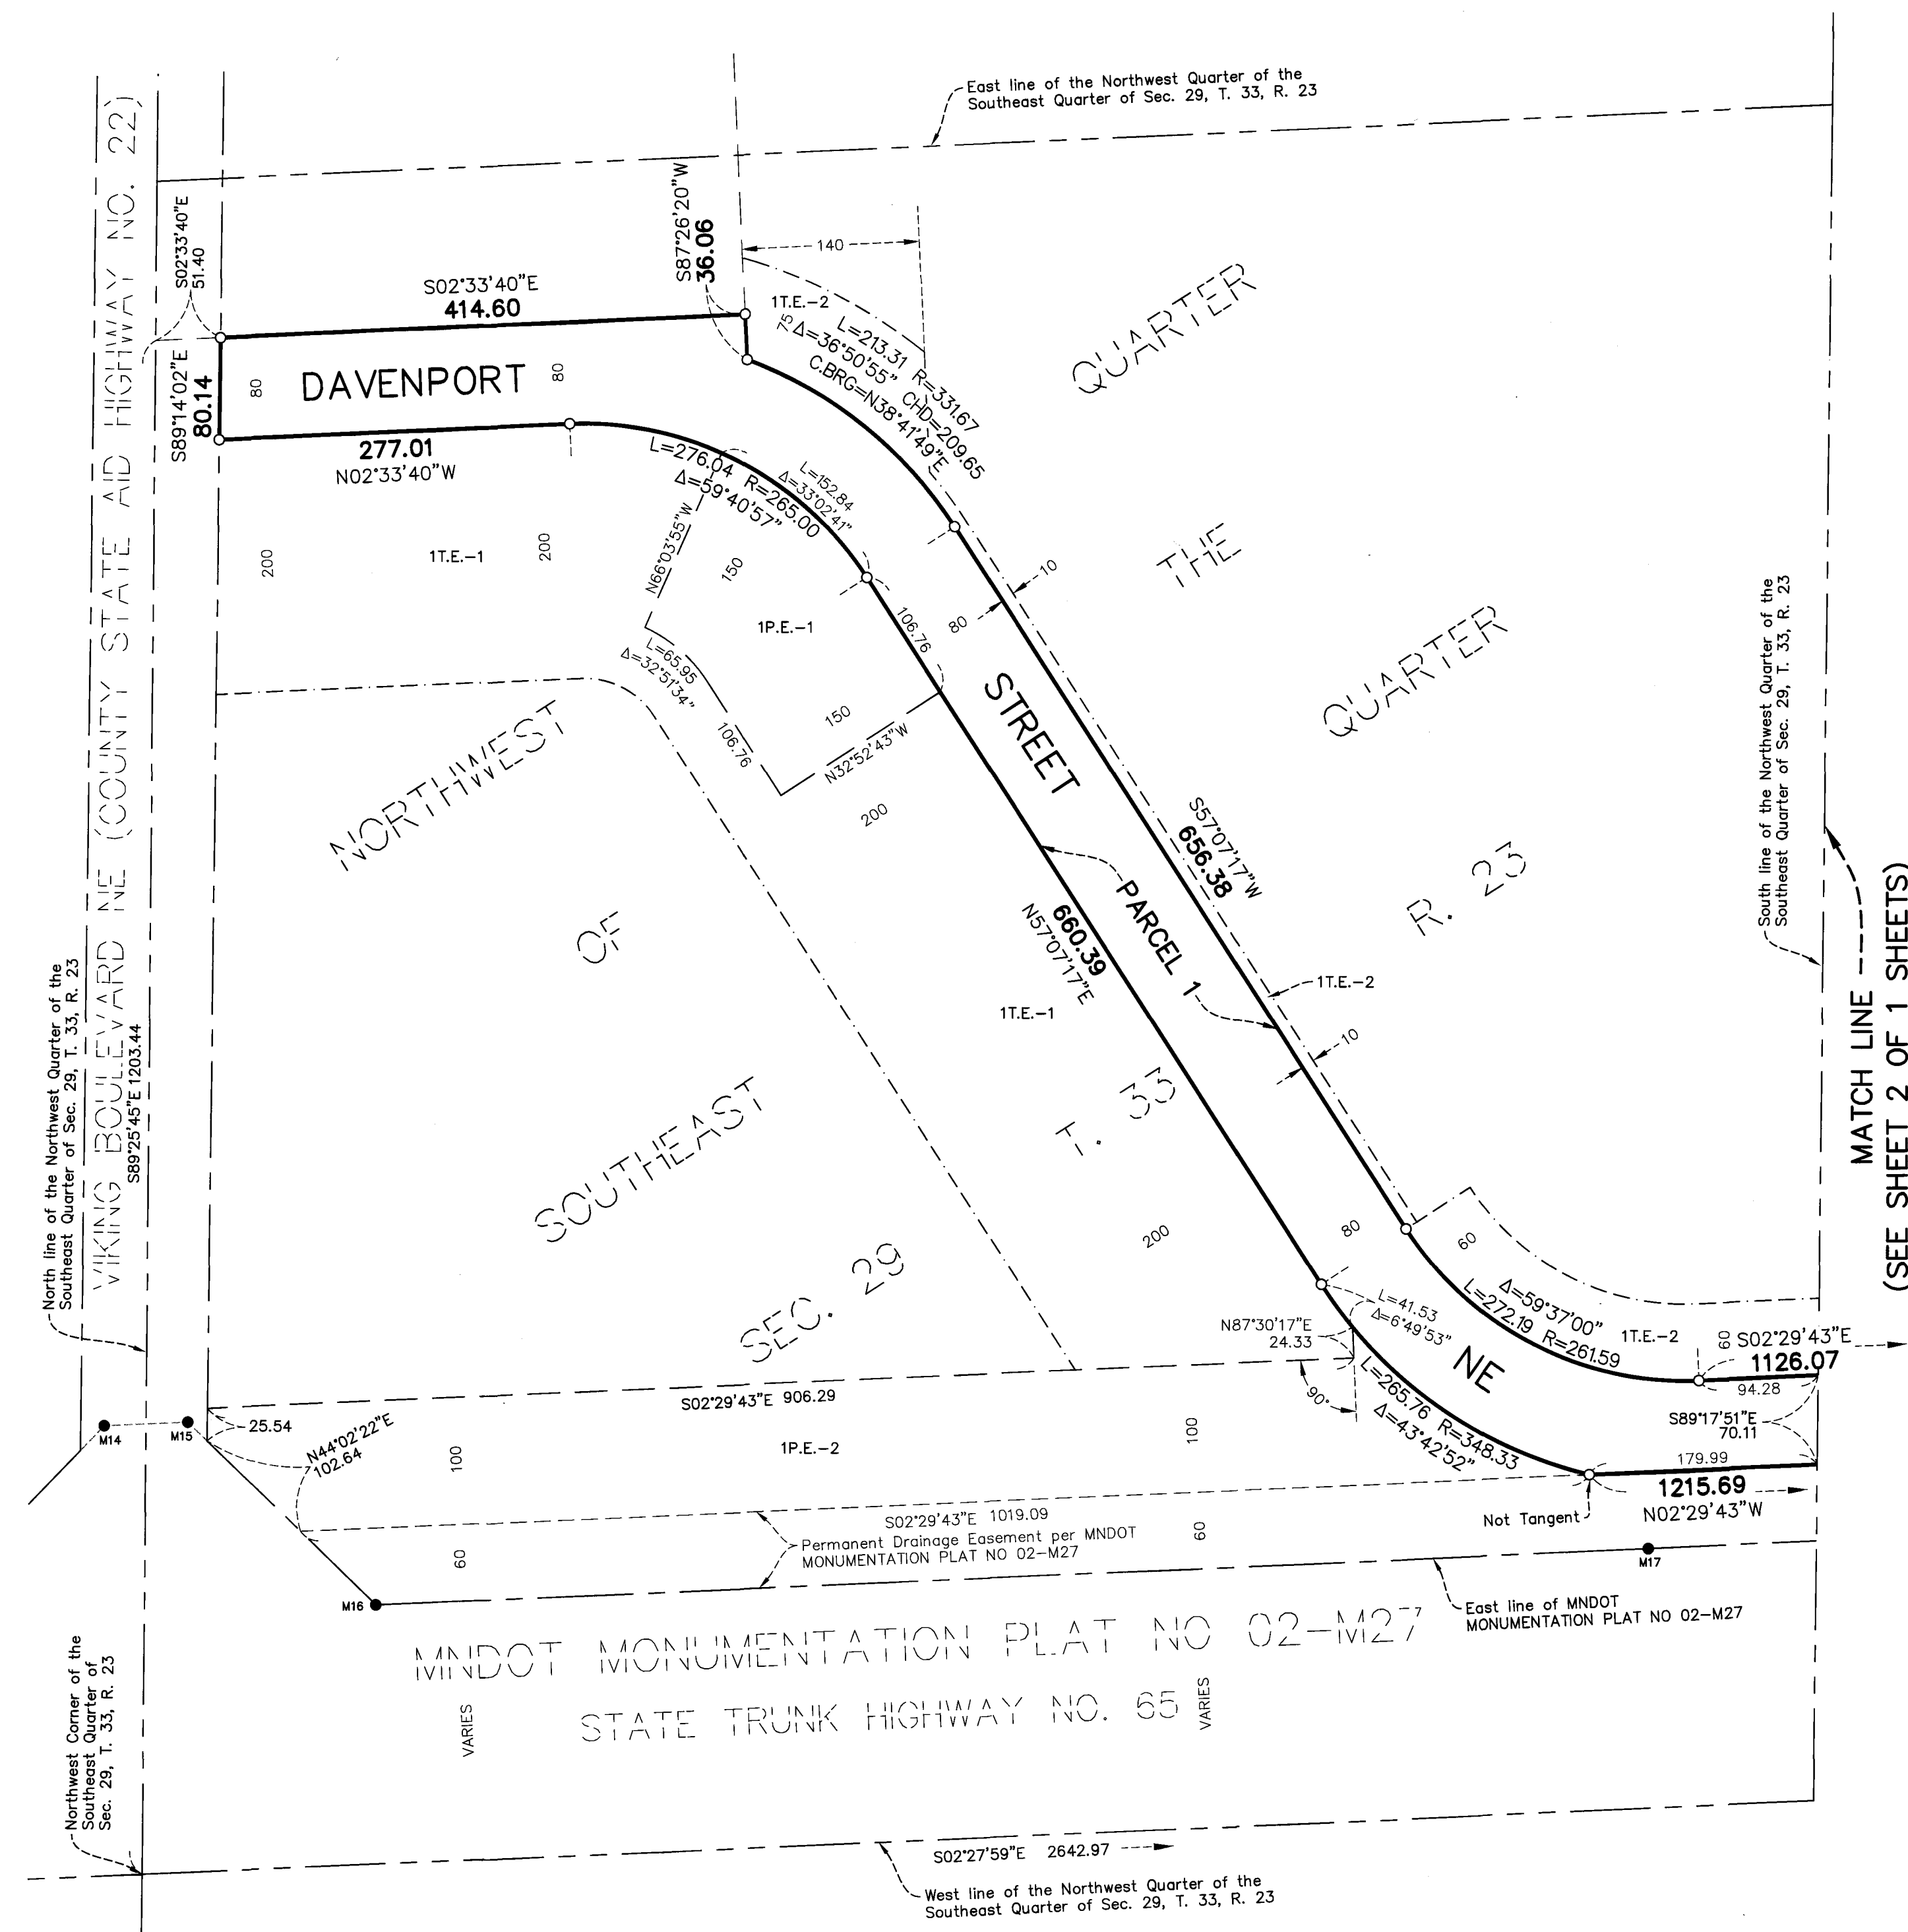 East line of the Northwest Quarter of the
Southeast Quarter of Sec. 29, T. 33, R. 23
VIKING BOULEVARD NE (COUNTY STATE AID HIGHWAY NO. 22)
S02°33'40"E
51.40
S87°26'20"W
36.06
140
S02°33'40"E
414.60
1T.E.-2
75
L=213.31 R=331.67
Δ=36°50'55" CHD=209.65
C.BRG=N38°41'49"E
S89°14'02"E
80.14
80
DAVENPORT
80
277.01
N02°33'40"W
L=276.04 R=265.00
Δ=59°40'57"
L=152.84
Δ=33°02'41"
N66°03'55"W
200
1T.E.-1
200
150
1P.E.-1
106.76
80
10
L=65.95
Δ=32°51'34"
106.76
150
N32°52'43"W
200
STREET
QUARTER
THE
QUARTER
R. 23
South line of the Northwest Quarter of the
Southeast Quarter of Sec. 29, T. 33, R. 23
NORTHWEST
OF
SOUTHEAST
SEC. 29
T. 33
S57°07'17"W
656.38
PARCEL 1
660.39
N57°07'17"E
1T.E.-1
1T.E.-2
10
MATCH LINE
(SEE SHEET 2 OF 1 SHEETS)
North line of the Northwest Quarter of the
Southeast Quarter of Sec. 29, T. 33, R. 23
S89°25'45"E 1203.44
200
80
60
L=41.53
Δ=6°49'53"
N87°30'17"E
24.33
Δ=59°37'00"
L=272.19 R=261.59
1T.E.-2
60
S02°29'43"E
1126.07
94.28
NE
90°
L=265.76 R=348.33
Δ=43°42'52"
S89°17'51"E
70.11
179.99
1215.69
N02°29'43"W
Not Tangent
S02°29'43"E 906.29
25.54
M14
M15
N44°02'22"E
102.64
100
1P.E.-2
100
S02°29'43"E 1019.09
Permanent Drainage Easement per MNDOT
MONUMENTATION PLAT NO 02-M27
60
60
M16
M17
East line of MNDOT
MONUMENTATION PLAT NO 02-M27
MNDOT MONUMENTATION PLAT NO 02-M27
STATE TRUNK HIGHWAY NO. 65
VARIES
VARIES
Northwest Corner of the
Southeast Quarter of
Sec. 29, T. 33, R. 23
S02°27'59"E 2642.97
West line of the Northwest Quarter of the
Southeast Quarter of Sec. 29, T. 33, R. 23